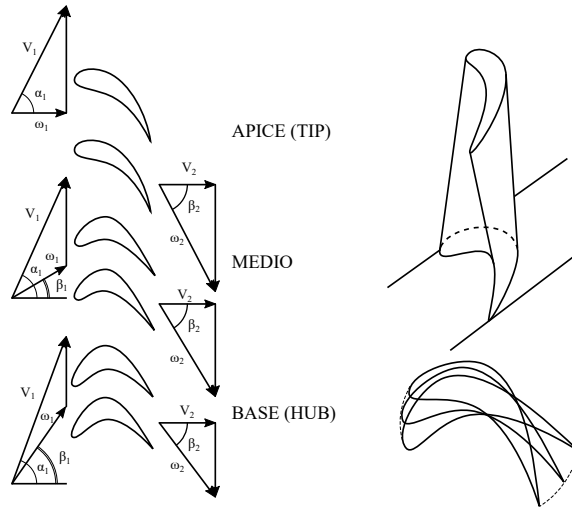 V₁
α₁
ω₁
APICE (TIP)
V₂
β₂
ω₂
V₁
ω₁
α₁
β₁
MEDIO
V₂
β₂
ω₂
V₁
ω₁
α₁
β₁
BASE (HUB)
V₂
β₂
ω₂